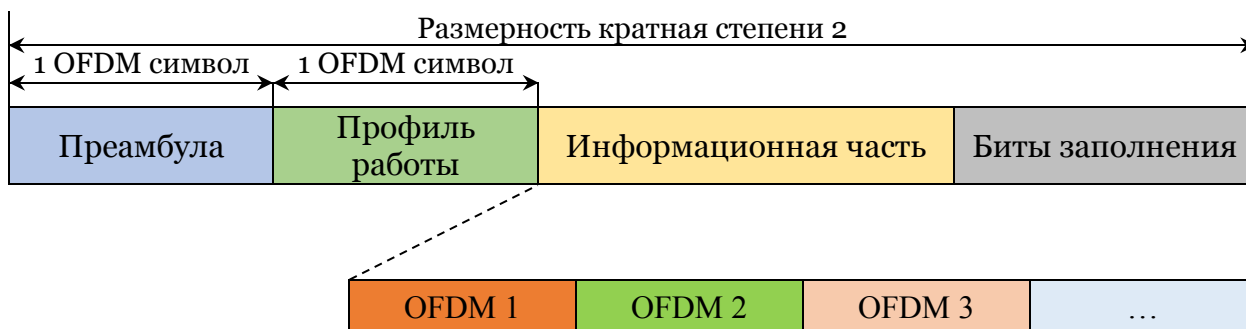 Размерность кратная степени 2
1 OFDM символ 1 OFDM символ
Преамбула
Профиль
работы
Информационная часть
Биты заполнения
OFDM 1 OFDM 2 OFDM 3 …